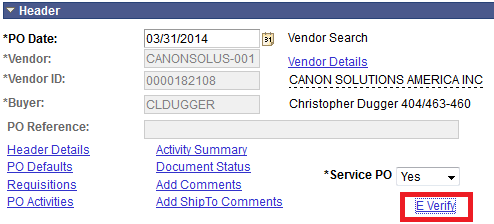 Header
*PO Date: 03/31/2014 31 Vendor Search
*Vendor: CANONSOLUS-001 Vendor Details
*Vendor ID: 0000182108 CANON SOLUTIONS AMERICA INC
*Buyer: CLDUGGER Christopher Dugger 404/463-460
PO Reference:
Header Details Activity Summary
PO Defaults Document Status *Service PO Yes
Requisitions Add Comments
PO Activities Add ShipTo Comments E Verify